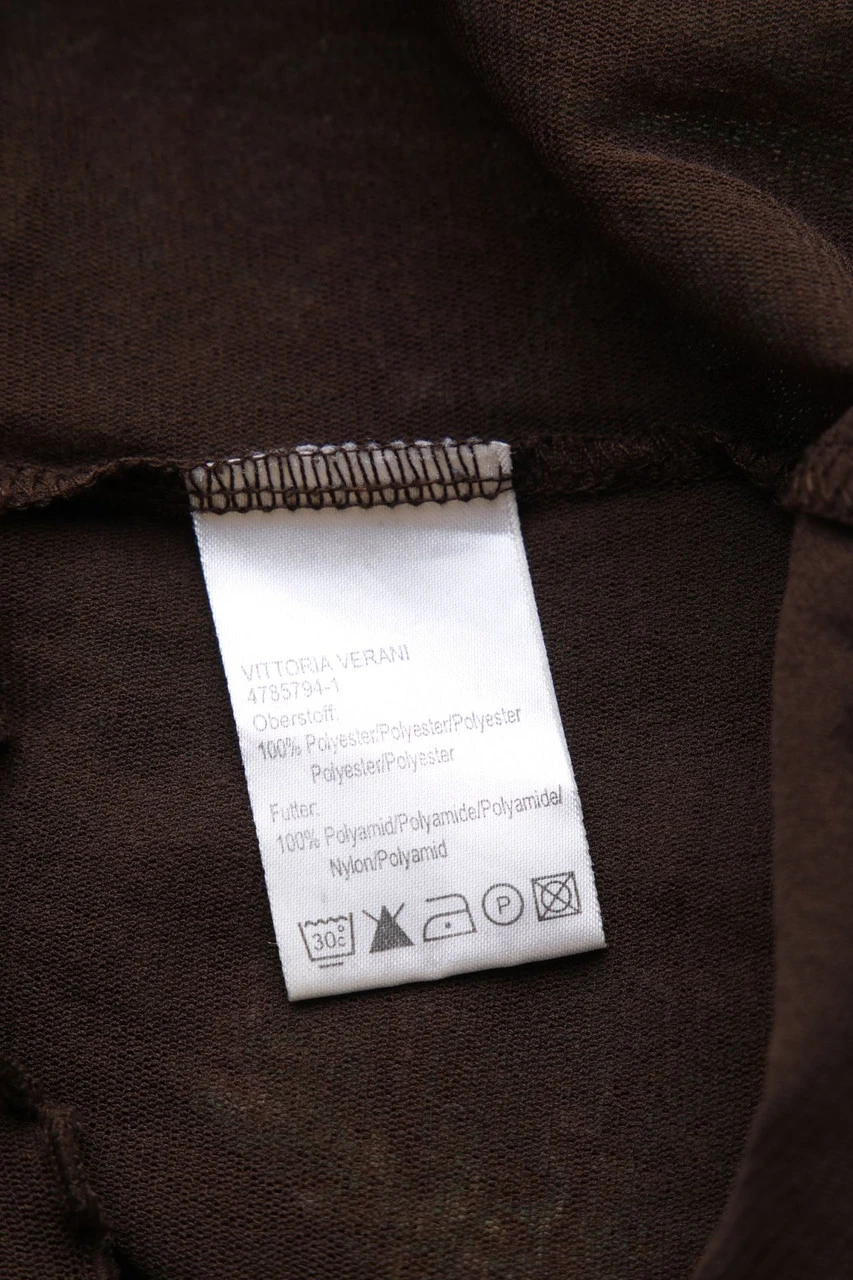 VITTORIA VERANI
4785794-1
Oberstoff:
100% Polyester/Polyester/Polyester
Polyester/Polyester
Futter:
100% Polyamid/Polyamide/Polyamide/
Nylon/Polyamid
30°C P